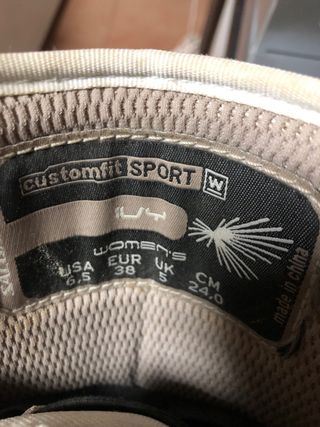 customfit SPORT W
WOMEN'S
USA EUR UK CM
6.5 38 5 24.0
made in china